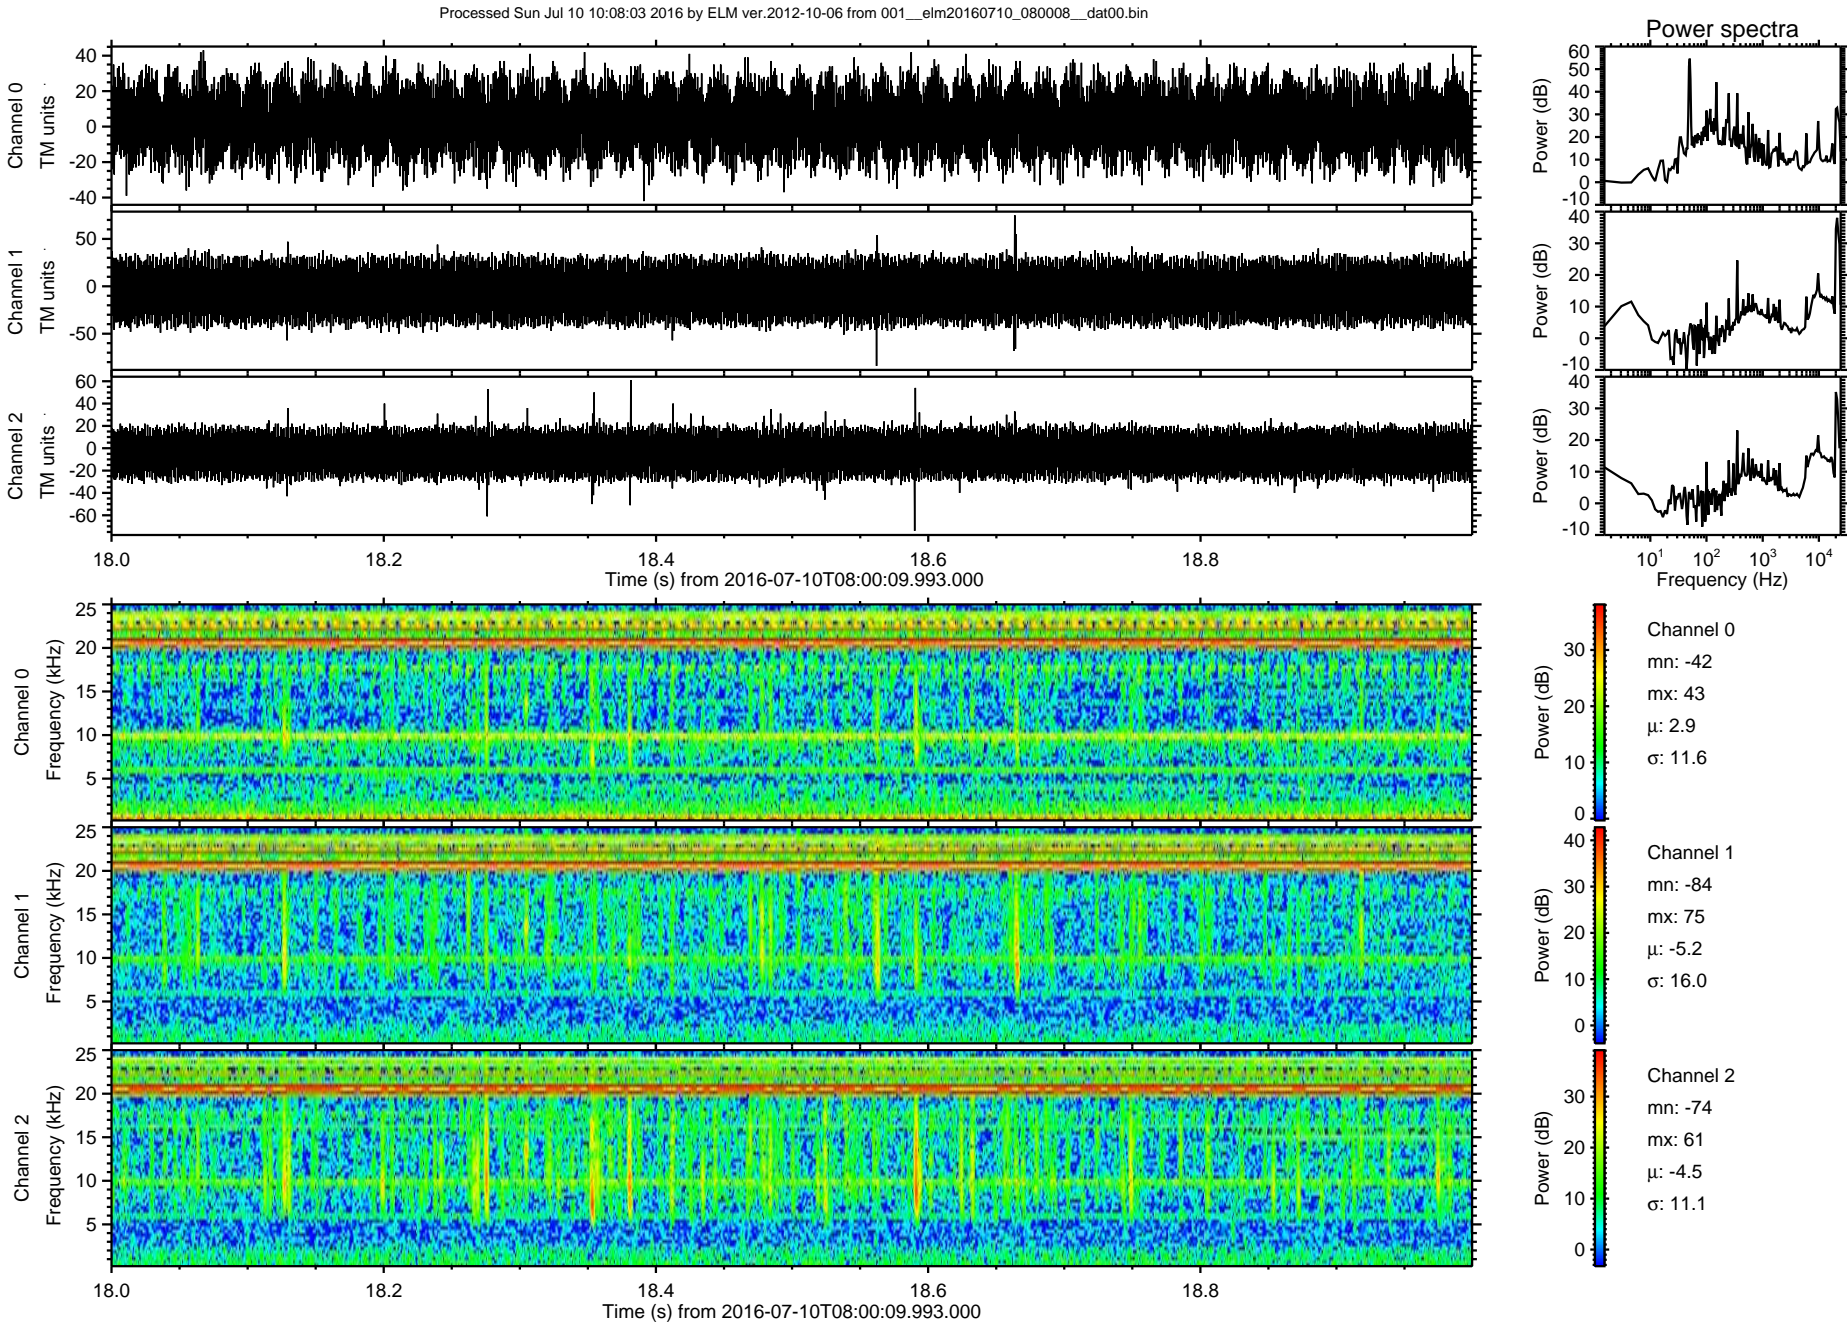 Processed Sun Jul 10 10:08:03 2016 by ELM ver.2012-10-06 from 001__elm20160710_080008__dat00.bin
Power spectra
Channel 0
TM units
40
20
0
-20
-40
Power (dB)
60
50
40
30
20
10
0
-10
Channel 1
TM units
50
0
-50
Power (dB)
40
30
20
10
0
-10
Channel 2
TM units
60
40
20
0
-20
-40
-60
Power (dB)
40
30
20
10
0
-10
18.0 18.2 18.4 18.6 18.8
Time (s) from 2016-07-10T08:00:09.993.000
10¹ 10² 10³ 10⁴
Frequency (Hz)
Channel 0
Frequency (kHz)
25
20
15
10
5
Power (dB)
30
20
10
0
Channel 0
mn: -42
mx: 43
μ: 2.9
σ: 11.6
Channel 1
Frequency (kHz)
25
20
15
10
5
Power (dB)
40
30
20
10
0
Channel 1
mn: -84
mx: 75
μ: -5.2
σ: 16.0
Channel 2
Frequency (kHz)
25
20
15
10
5
Power (dB)
30
20
10
0
Channel 2
mn: -74
mx: 61
μ: -4.5
σ: 11.1
18.0 18.2 18.4 18.6 18.8
Time (s) from 2016-07-10T08:00:09.993.000